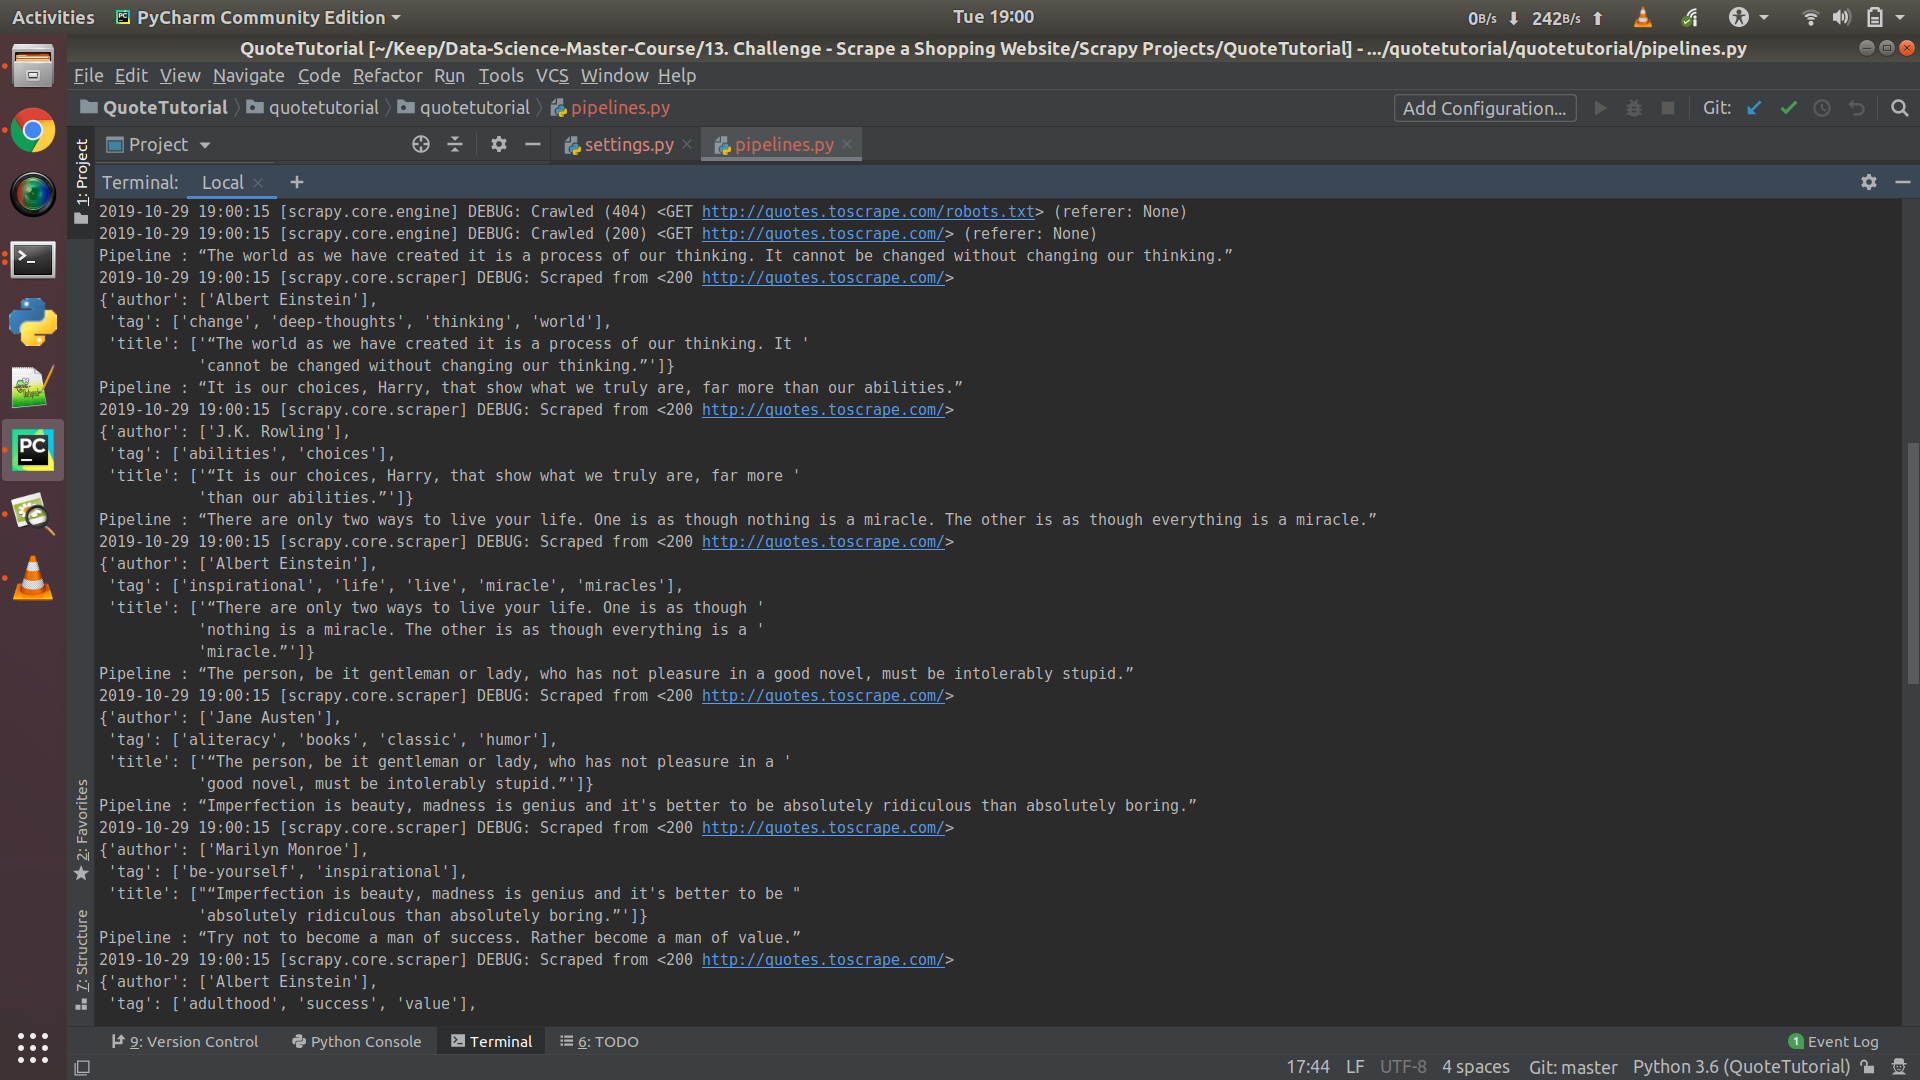 Activities PyCharm Community Edition Tue 19:00 0B/s 242B/s
QuoteTutorial [~/Keep/Data-Science-Master-Course/13. Challenge - Scrape a Shopping Website/Scrapy Projects/QuoteTutorial] - .../quotetutorial/quotetutorial/pipelines.py
File Edit View Navigate Code Refactor Run Tools VCS Window Help
QuoteTutorial quotetutorial quotetutorial pipelines.py Add Configuration... Git:
1: Project
Project settings.py pipelines.py
Terminal: Local
2019-10-29 19:00:15 [scrapy.core.engine] DEBUG: Crawled (404) <GET http://quotes.toscrape.com/robots.txt> (referer: None)
2019-10-29 19:00:15 [scrapy.core.engine] DEBUG: Crawled (200) <GET http://quotes.toscrape.com/> (referer: None)
Pipeline : “The world as we have created it is a process of our thinking. It cannot be changed without changing our thinking.”
2019-10-29 19:00:15 [scrapy.core.scraper] DEBUG: Scraped from <200 http://quotes.toscrape.com/>
{'author': ['Albert Einstein'],
 'tag': ['change', 'deep-thoughts', 'thinking', 'world'],
 'title': ['“The world as we have created it is a process of our thinking. It '
           'cannot be changed without changing our thinking.”']}
Pipeline : “It is our choices, Harry, that show what we truly are, far more than our abilities.”
2019-10-29 19:00:15 [scrapy.core.scraper] DEBUG: Scraped from <200 http://quotes.toscrape.com/>
{'author': ['J.K. Rowling'],
 'tag': ['abilities', 'choices'],
 'title': ['“It is our choices, Harry, that show what we truly are, far more '
           'than our abilities.”']}
Pipeline : “There are only two ways to live your life. One is as though nothing is a miracle. The other is as though everything is a miracle.”
2019-10-29 19:00:15 [scrapy.core.scraper] DEBUG: Scraped from <200 http://quotes.toscrape.com/>
{'author': ['Albert Einstein'],
 'tag': ['inspirational', 'life', 'live', 'miracle', 'miracles'],
 'title': ['“There are only two ways to live your life. One is as though '
           'nothing is a miracle. The other is as though everything is a '
           'miracle.”']}
Pipeline : “The person, be it gentleman or lady, who has not pleasure in a good novel, must be intolerably stupid.”
2019-10-29 19:00:15 [scrapy.core.scraper] DEBUG: Scraped from <200 http://quotes.toscrape.com/>
{'author': ['Jane Austen'],
 'tag': ['aliteracy', 'books', 'classic', 'humor'],
 'title': ['“The person, be it gentleman or lady, who has not pleasure in a '
           'good novel, must be intolerably stupid.”']}
Pipeline : “Imperfection is beauty, madness is genius and it's better to be absolutely ridiculous than absolutely boring.”
2019-10-29 19:00:15 [scrapy.core.scraper] DEBUG: Scraped from <200 http://quotes.toscrape.com/>
{'author': ['Marilyn Monroe'],
 'tag': ['be-yourself', 'inspirational'],
 'title': ["“Imperfection is beauty, madness is genius and it's better to be "
           'absolutely ridiculous than absolutely boring.”']}
Pipeline : “Try not to become a man of success. Rather become a man of value.”
2019-10-29 19:00:15 [scrapy.core.scraper] DEBUG: Scraped from <200 http://quotes.toscrape.com/>
{'author': ['Albert Einstein'],
 'tag': ['adulthood', 'success', 'value'],
2: Favorites
7: Structure
PC
9: Version Control Python Console Terminal 6: TODO 1 Event Log
17:44 LF UTF-8 4 spaces Git: master Python 3.6 (QuoteTutorial)